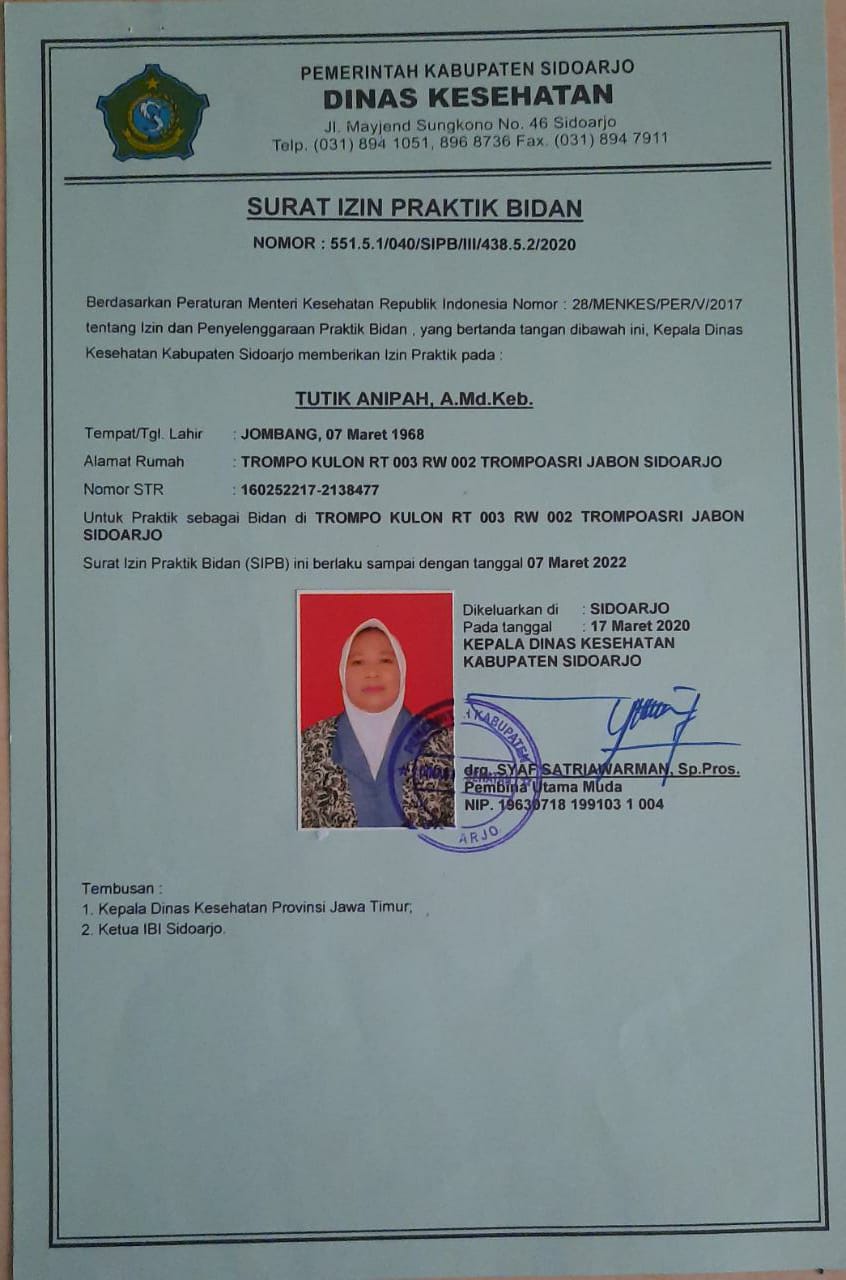 PEMERINTAH KABUPATEN SIDOARJO
DINAS KESEHATAN
Jl. Mayjend Sungkono No. 46 Sidoarjo
Telp. (031) 894 1051, 896 8736 Fax. (031) 894 7911
SURAT IZIN PRAKTIK BIDAN
NOMOR : 551.5.1/040/SIPB/III/438.5.2/2020
Berdasarkan Peraturan Menteri Kesehatan Republik Indonesia Nomor : 28/MENKES/PER/V/2017
tentang Izin dan Penyelenggaraan Praktik Bidan , yang bertanda tangan dibawah ini, Kepala Dinas
Kesehatan Kabupaten Sidoarjo memberikan Izin Praktik pada :
TUTIK ANIPAH, A.Md.Keb.
Tempat/Tgl. Lahir : JOMBANG, 07 Maret 1968
Alamat Rumah : TROMPO KULON RT 003 RW 002 TROMPOASRI JABON SIDOARJO
Nomor STR : 160252217-2138477
Untuk Praktik sebagai Bidan di TROMPO KULON RT 003 RW 002 TROMPOASRI JABON
SIDOARJO
Surat Izin Praktik Bidan (SIPB) ini berlaku sampai dengan tanggal 07 Maret 2022
Dikeluarkan di : SIDOARJO
Pada tanggal : 17 Maret 2020
KEPALA DINAS KESEHATAN
KABUPATEN SIDOARJO
KABUPATEN
ARJO
drg. SYAF SATRIAWARMAN, Sp.Pros.
Pembina Utama Muda
NIP. 19630718 199103 1 004
Tembusan :
1. Kepala Dinas Kesehatan Provinsi Jawa Timur;
2. Ketua IBI Sidoarjo.